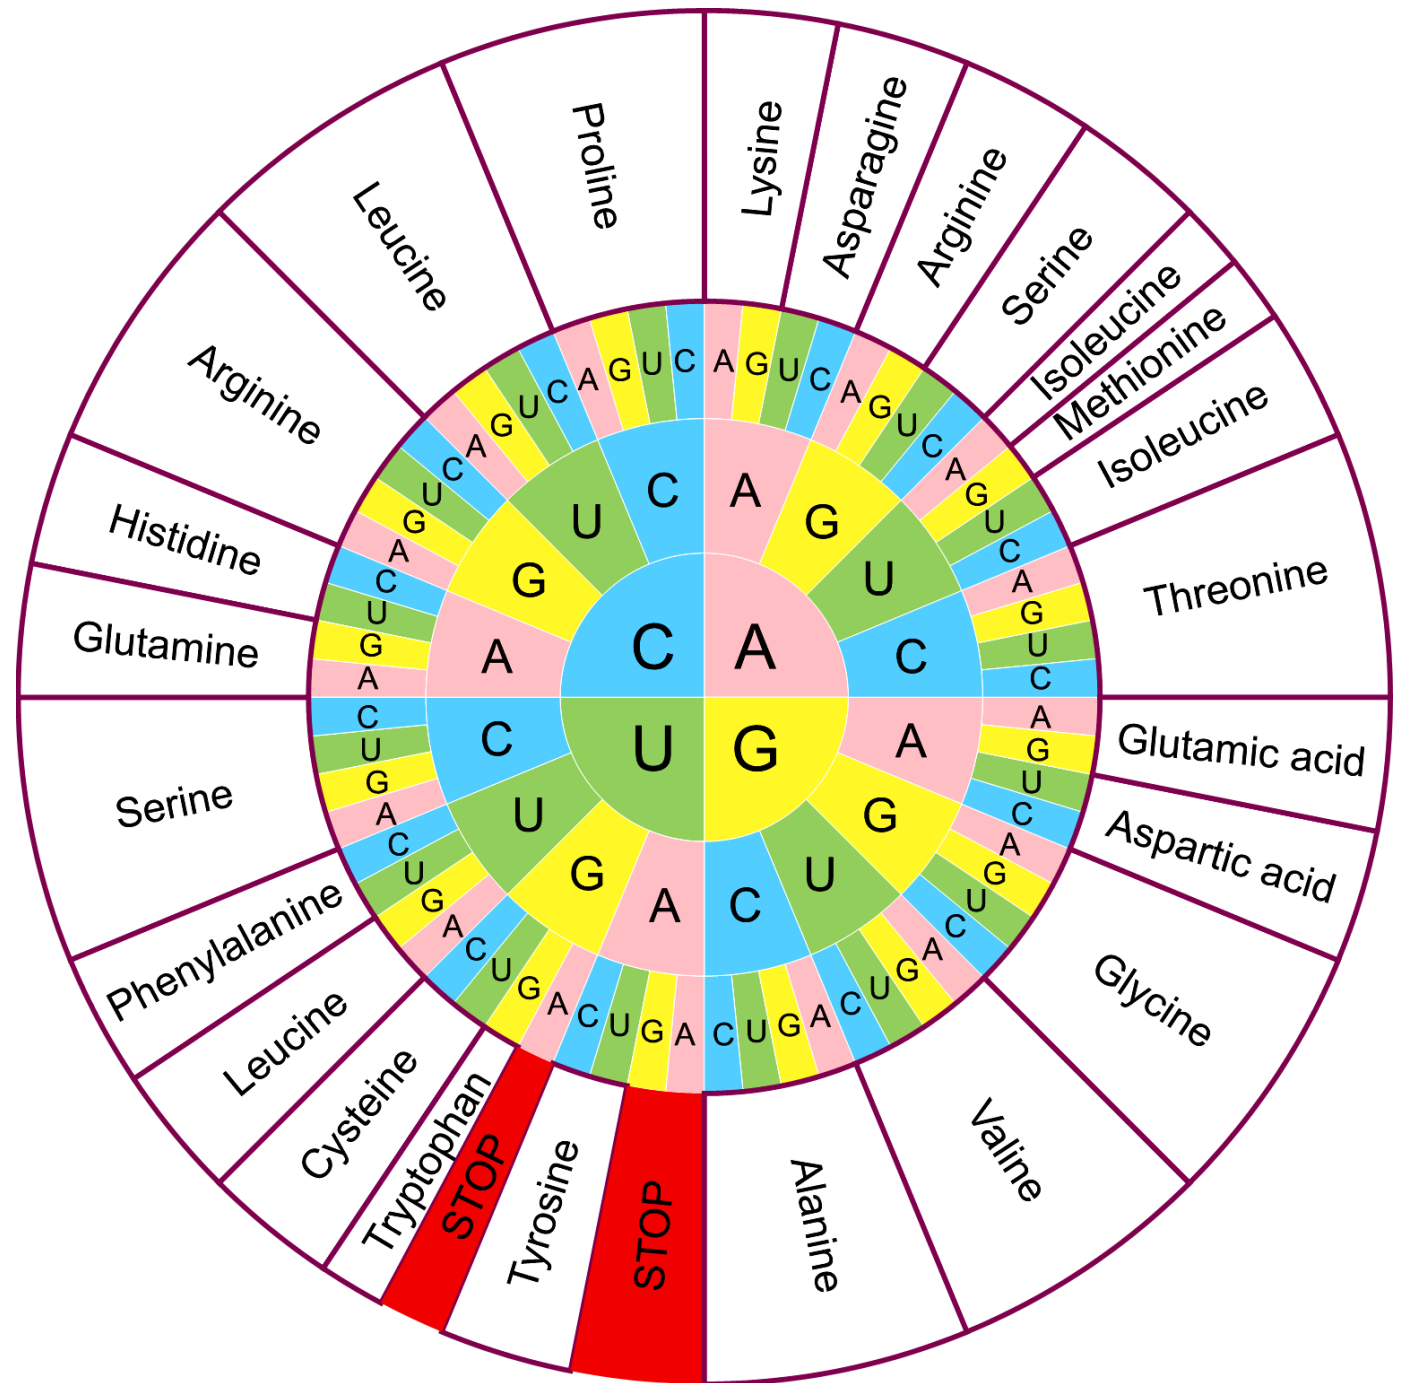 Lysine
Asparagine
Arginine
Serine
Isoleucine
Methionine
Isoleucine
Threonine
Glutamic acid
Aspartic acid
Glycine
Valine
Alanine
STOP
Tyrosine
STOP
Tryptophan
Cysteine
Leucine
Phenylalanine
Serine
Glutamine
Histidine
Arginine
Leucine
Proline
A G U C A G U C A G U C A G U C
A G U C A G U C A G U C A G U C
A G U C A G U C A G U C A G U C
A G U C A G U C A G U C A G U C
A G U C A G U C A G U C A G U C
A G U C